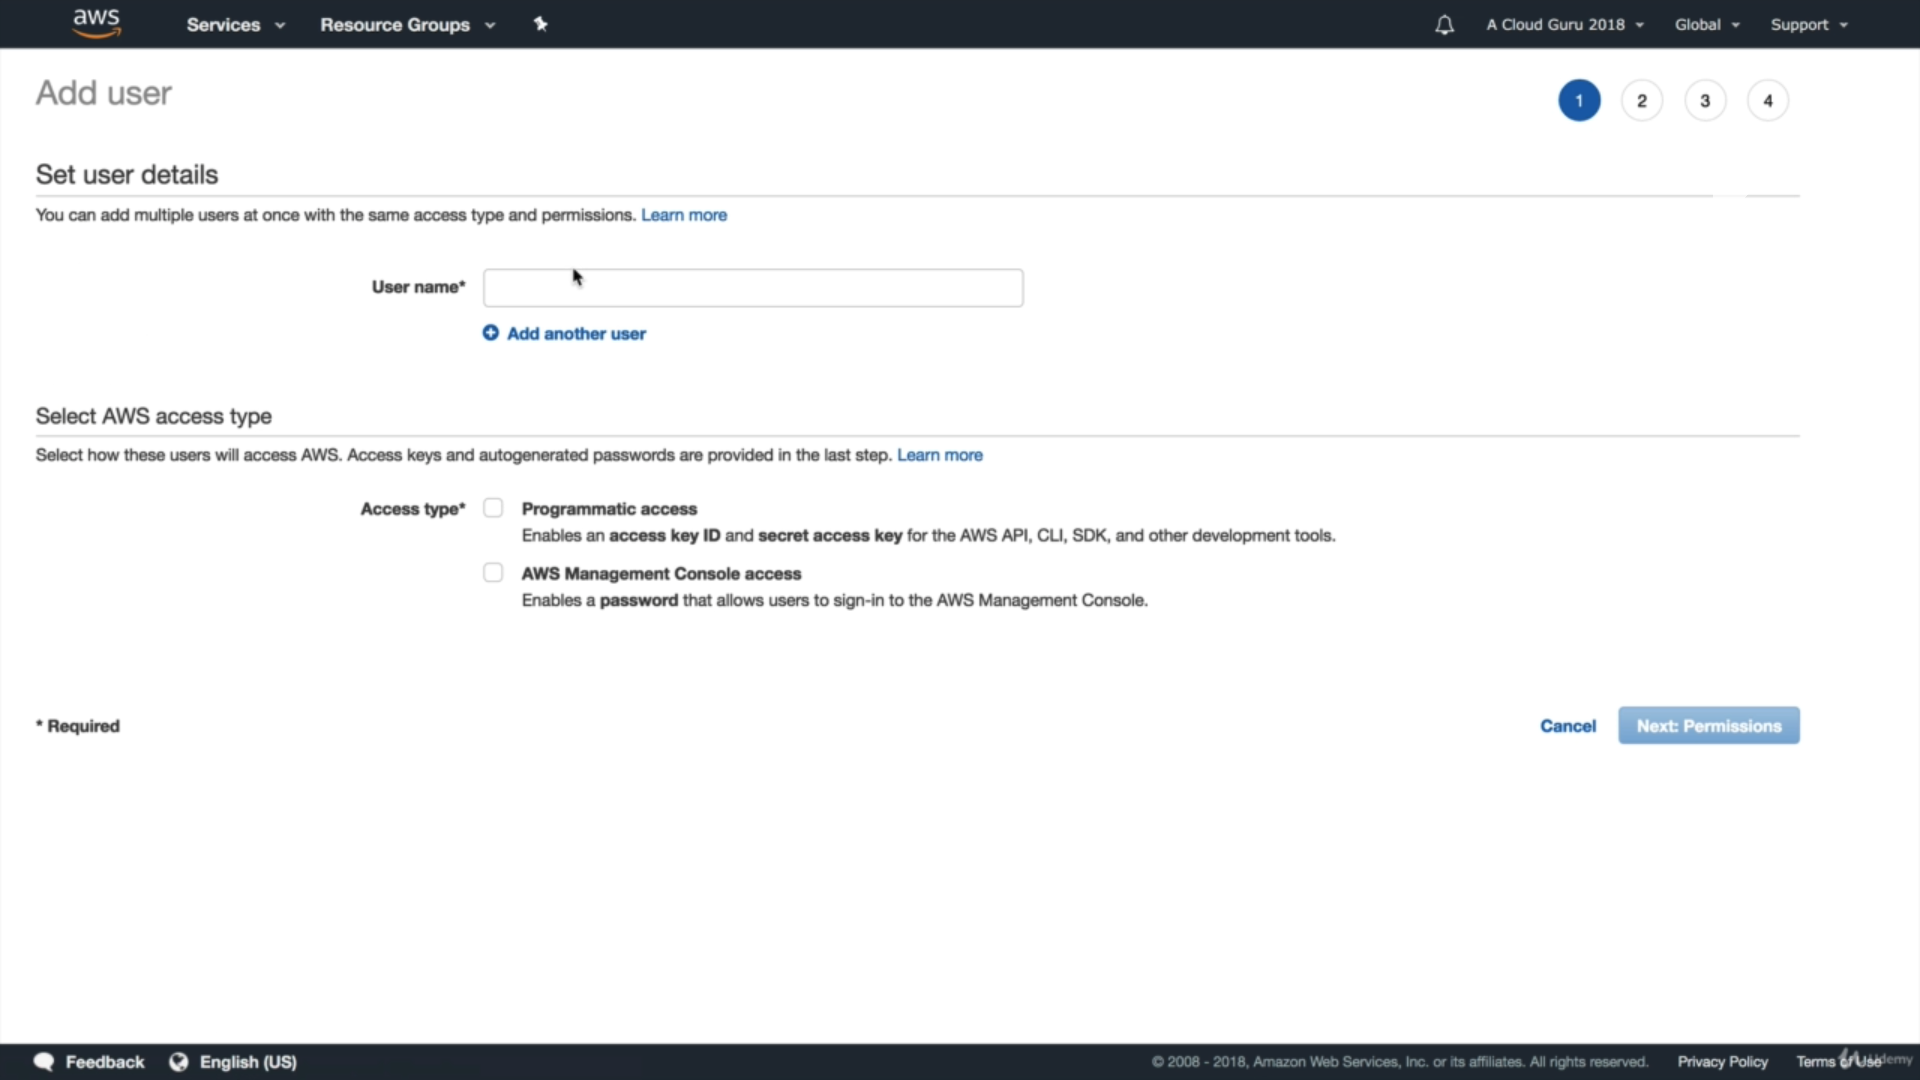 aws Services Resource Groups A Cloud Guru 2018 Global Support
Add user
1 2 3 4
Set user details
You can add multiple users at once with the same access type and permissions. Learn more
User name*
Add another user
Select AWS access type
Select how these users will access AWS. Access keys and autogenerated passwords are provided in the last step. Learn more
Access type* Programmatic access
Enables an access key ID and secret access key for the AWS API, CLI, SDK, and other development tools.
AWS Management Console access
Enables a password that allows users to sign-in to the AWS Management Console.
* Required Cancel Next: Permissions
Feedback English (US) © 2008 - 2018, Amazon Web Services, Inc. or its affiliates. All rights reserved. Privacy Policy Terms of Use